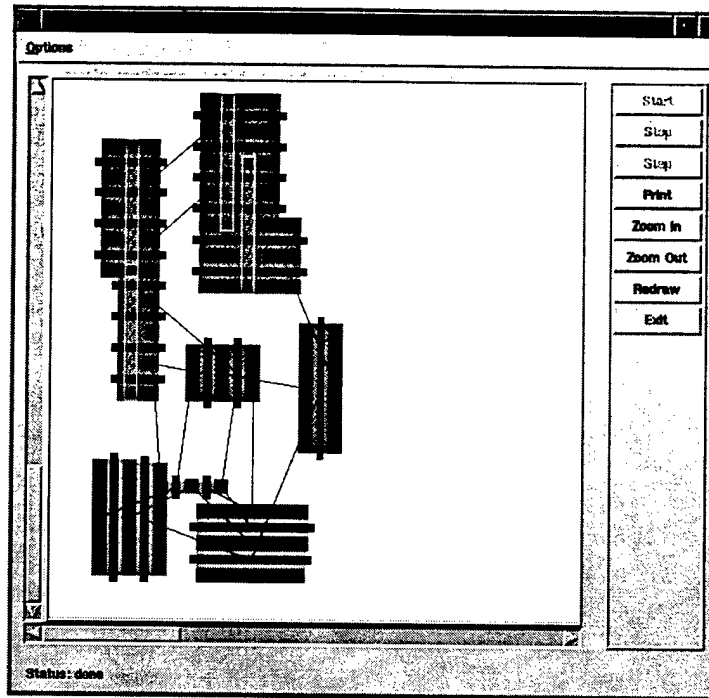 Options
Start
Stop
Step
Print
Zoom In
Zoom Out
Redraw
Exit
Status: done